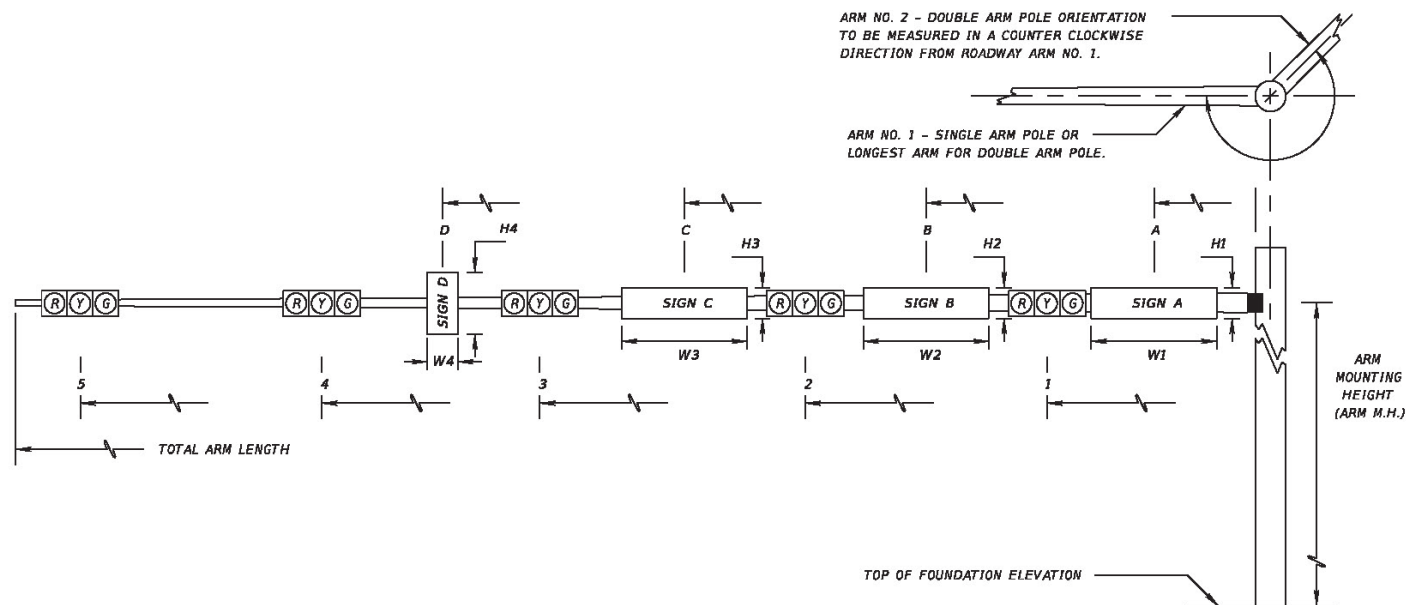 ARM NO. 2 - DOUBLE ARM POLE ORIENTATION
TO BE MEASURED IN A COUNTER CLOCKWISE
DIRECTION FROM ROADWAY ARM NO. 1.
ARM NO. 1 - SINGLE ARM POLE OR
LONGEST ARM FOR DOUBLE ARM POLE.
D H4 C H3 B H2 A H1
R Y G R Y G SIGN D R Y G SIGN C R Y G SIGN B R Y G SIGN A
W4 W3 W2 W1
5 4 3 2 1
ARM
MOUNTING
HEIGHT
(ARM M.H.)
TOTAL ARM LENGTH
TOP OF FOUNDATION ELEVATION